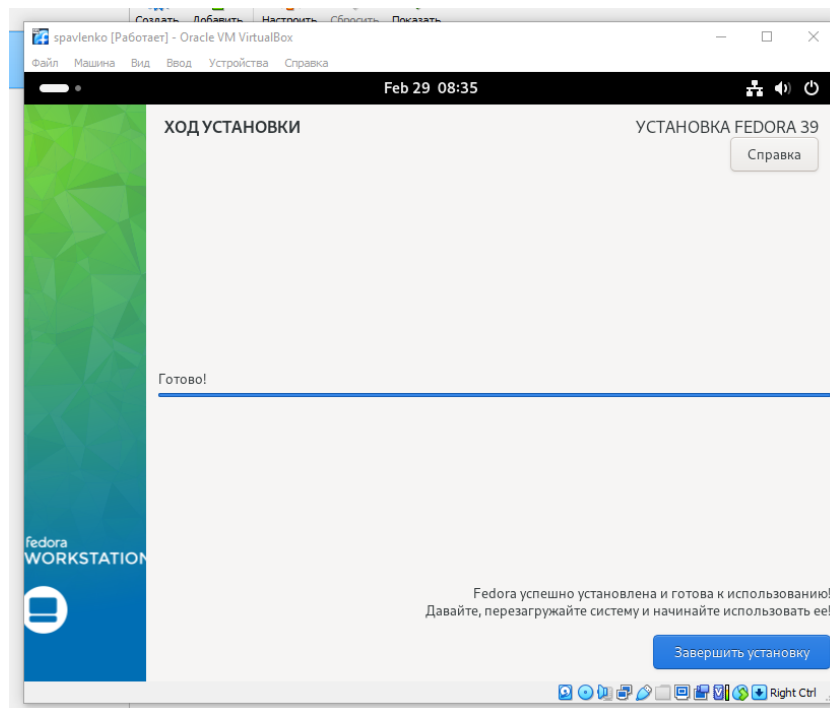 Создать Добавить Настроить Сбросить Показать
spavlenko [Работает] - Oracle VM VirtualBox
Файл Машина Вид Ввод Устройства Справка
Feb 29 08:35
ХОД УСТАНОВКИ
УСТАНОВКА FEDORA 39
Справка
Готово!
fedora
WORKSTATION
Fedora успешно установлена и готова к использованию!
Давайте, перезагружайте систему и начинайте использовать ее!
Завершить установку
Right Ctrl